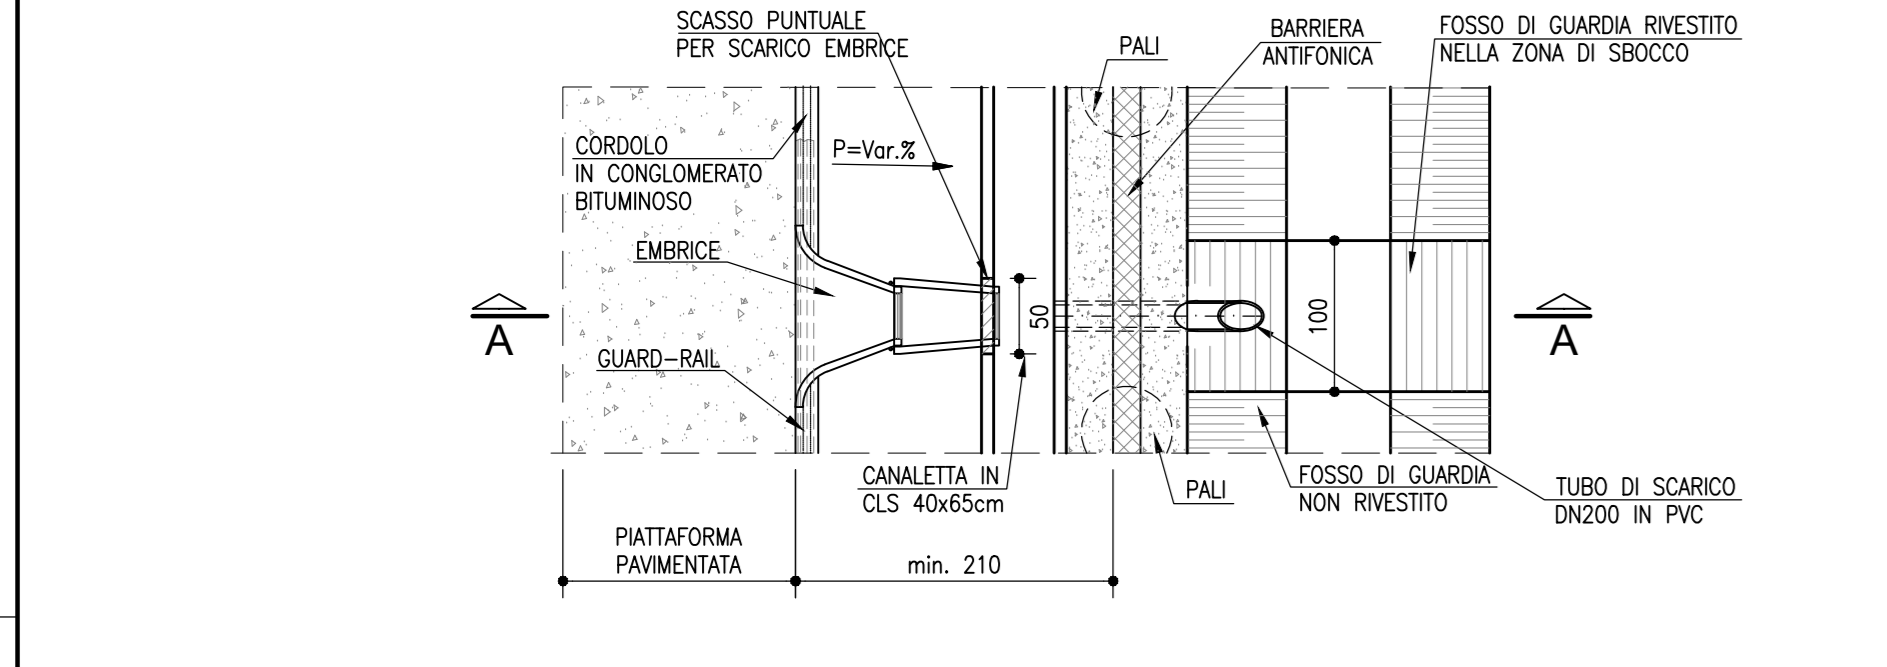 SCASSO PUNTUALE
PER SCARICO EMBRICE
PALI
BARRIERA
ANTIFONICA
FOSSO DI GUARDIA RIVESTITO
NELLA ZONA DI SBOCCO
CORDOLO
IN CONGLOMERATO
BITUMINOSO
P=Var.%
EMBRICE
A
50
100
A
GUARD-RAIL
CANALETTA IN
CLS 40x65cm
PALI
FOSSO DI GUARDIA
NON RIVESTITO
TUBO DI SCARICO
DN200 IN PVC
PIATTAFORMA
PAVIMENTATA
min. 210